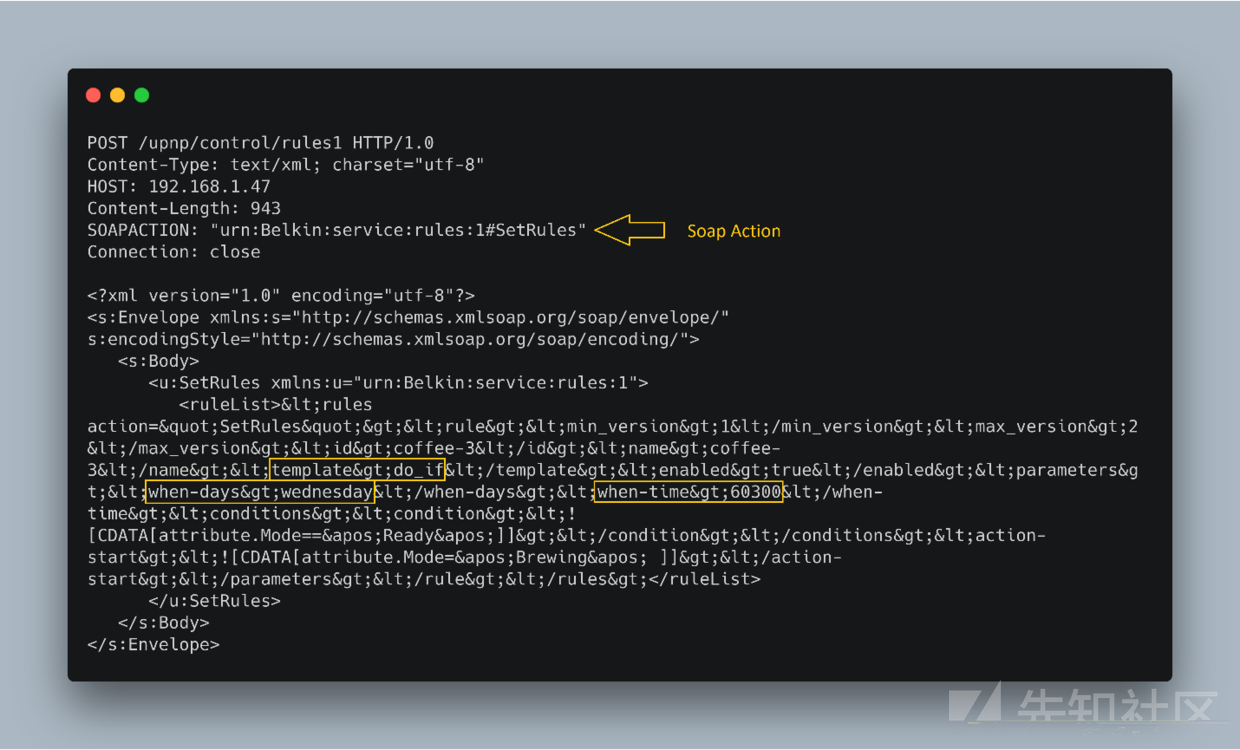 POST /upnp/control/rules1 HTTP/1.0
Content-Type: text/xml; charset="utf-8"
HOST: 192.168.1.47
Content-Length: 943
SOAPACTION: "urn:Belkin:service:rules:1#SetRules"
Soap Action
Connection: close
<?xml version="1.0" encoding="utf-8"?>
<s:Envelope xmlns:s="http://schemas.xmlsoap.org/soap/envelope/"
s:encodingStyle="http://schemas.xmlsoap.org/soap/encoding/">
<s:Body>
<u:SetRules xmlns:u="urn:Belkin:service:rules:1">
<ruleList>&lt;rules
action=&quot;SetRules&quot;&gt;&lt;rule&gt;&lt;min_version&gt;1&lt;/min_version&gt;&lt;max_version&gt;2
&lt;/max_version&gt;&lt;id&gt;coffee-3&lt;/id&gt;&lt;name&gt;coffee-
3&lt;/name&gt;&lt;template&gt;do_if&lt;/template&gt;&lt;enabled&gt;true&lt;/enabled&gt;&lt;parameters&g
t;&lt;when-days&gt;wednesday&lt;/when-days&gt;&lt;when-time&gt;60300&lt;/when-
time&gt;&lt;conditions&gt;&lt;condition&gt;&lt;!
[CDATA[attribute.Mode==&apos;Ready&apos;]]&gt;&lt;/condition&gt;&lt;/conditions&gt;&lt;action-
start&gt;&lt;![CDATA[attribute.Mode=&apos;Brewing&apos; ]]&gt;&lt;/action-
start&gt;&lt;/parameters&gt;&lt;/rule&gt;&lt;/rules&gt;</ruleList>
</u:SetRules>
</s:Body>
</s:Envelope>
先知社区